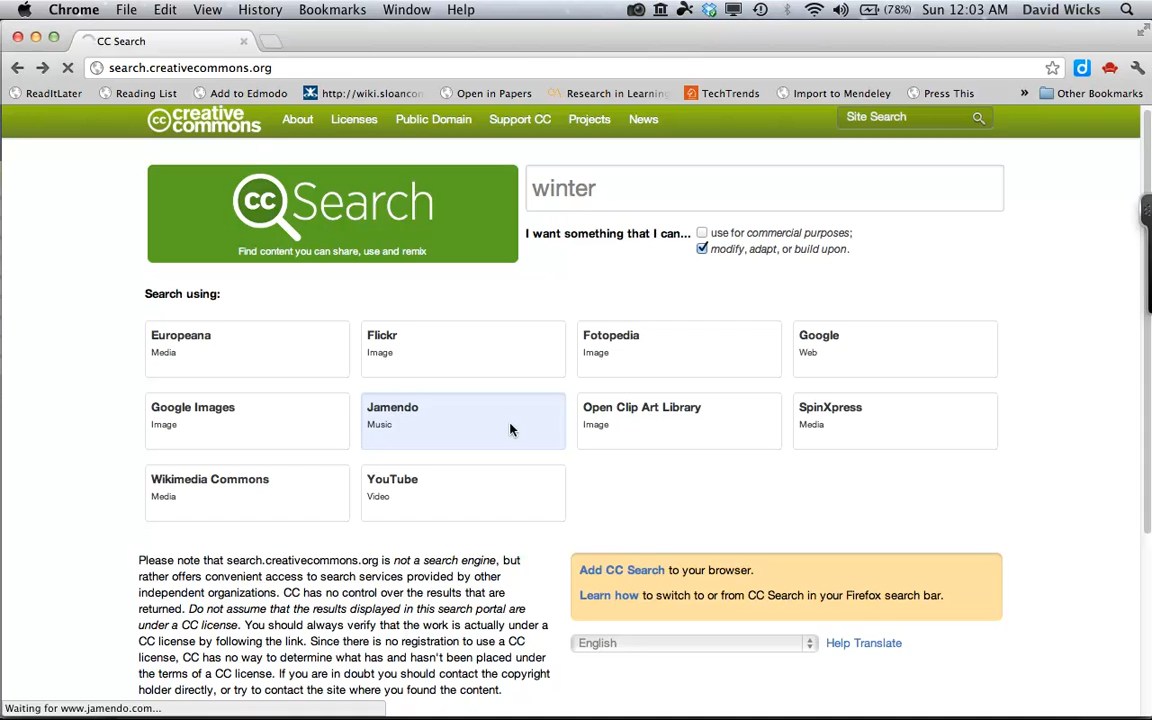 Chrome File Edit View History Bookmarks Window Help (78%) Sun 12:03 AM David Wicks
CC Search
search.creativecommons.org
ReadItLater Reading List Add to Edmodo http://wiki.sloancon Open in Papers Research in Learning TechTrends Import to Mendeley Press This » Other Bookmarks
cc creative commons About Licenses Public Domain Support CC Projects News Site Search
cc Search
Find content you can share, use and remix
winter
I want something that I can... use for commercial purposes;
modify, adapt, or build upon.
Search using:
Europeana Flickr Fotopedia Google
Media Image Image Web
Google Images Jamendo Open Clip Art Library SpinXpress
Image Music Image Media
Wikimedia Commons YouTube
Media Video
Please note that search.creativecommons.org is not a search engine, but
rather offers convenient access to search services provided by other
independent organizations. CC has no control over the results that are
returned. Do not assume that the results displayed in this search portal are
under a CC license. You should always verify that the work is actually under a
CC license by following the link. Since there is no registration to use a CC
license, CC has no way to determine what has and hasn't been placed under
the terms of a CC license. If you are in doubt you should contact the copyright
holder directly, or try to contact the site where you found the content.
Add CC Search to your browser.
Learn how to switch to or from CC Search in your Firefox search bar.
English Help Translate
Waiting for www.jamendo.com...